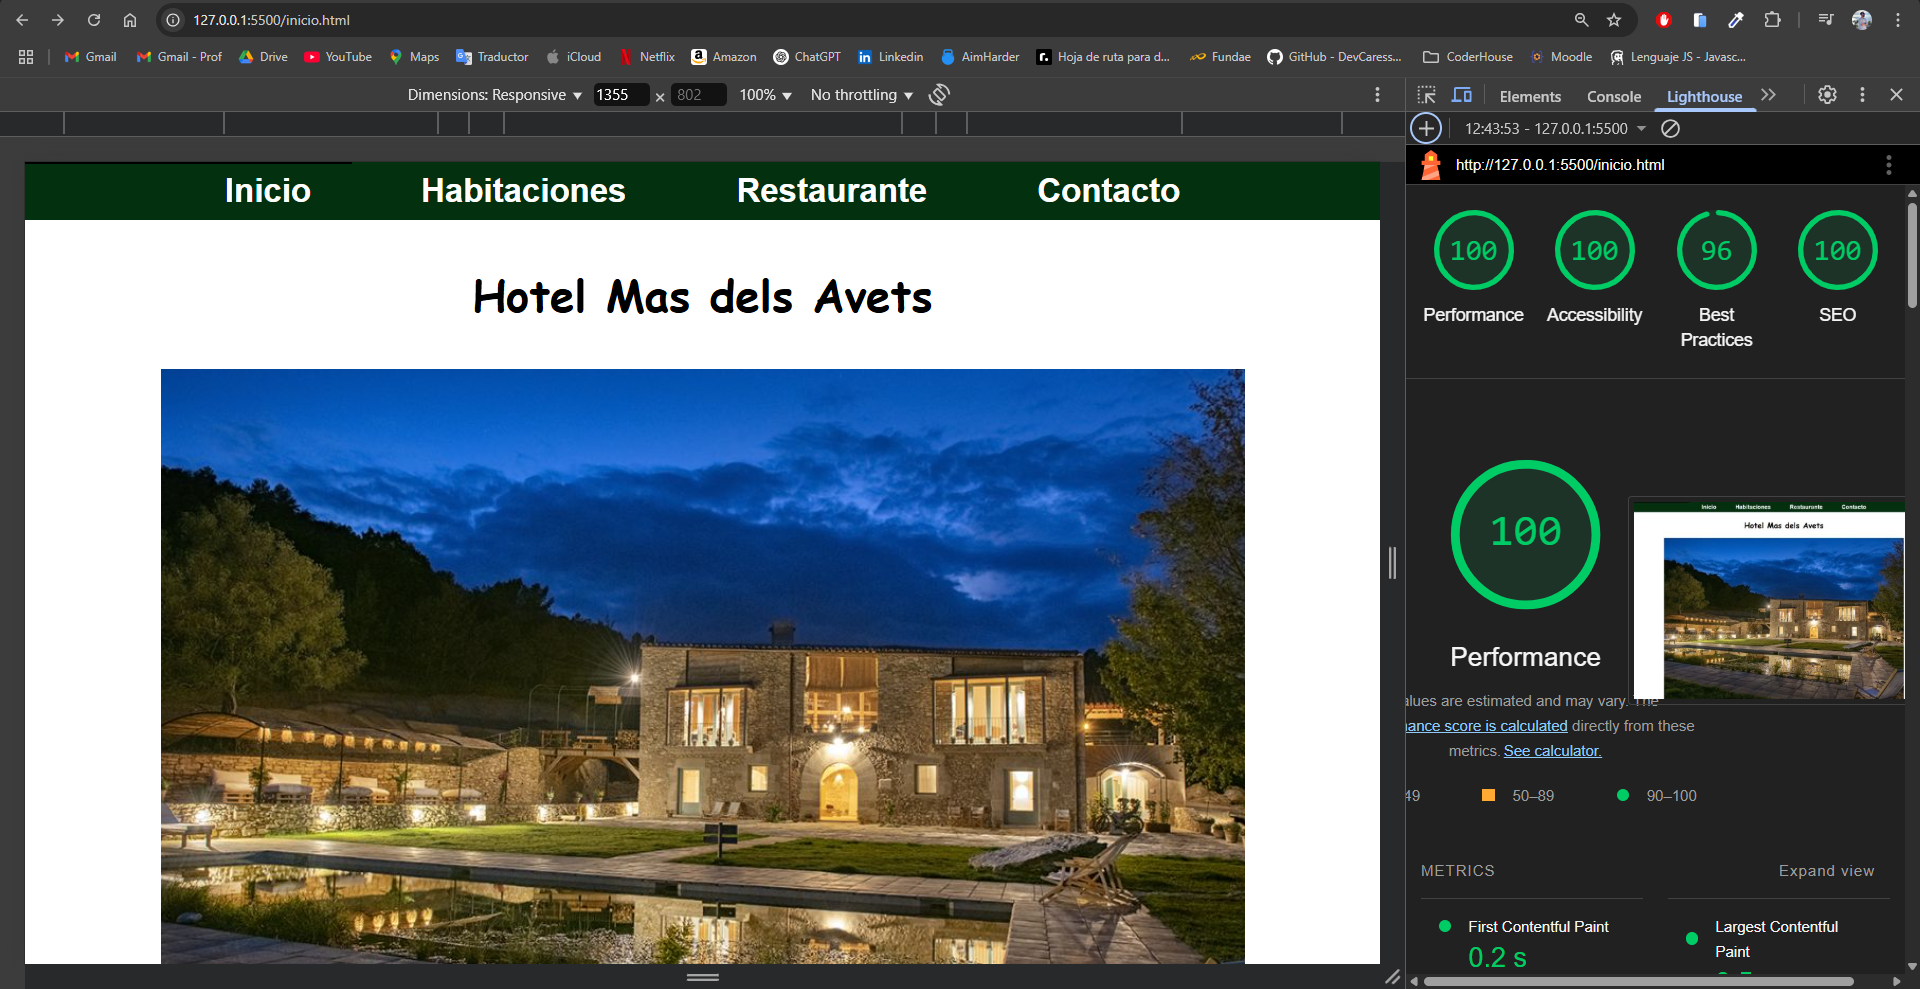 127.0.0.1:5500/inicio.html
Gmail
Gmail - Prof
Drive
YouTube
Maps
Traductor
iCloud
Netflix
Amazon
ChatGPT
Linkedin
AimHarder
Hoja de ruta para d...
Fundae
GitHub - DevCaress...
CoderHouse
Moodle
Lenguaje JS - Javasc...
Dimensions: Responsive 1355 × 802 100% No throttling
Elements Console Lighthouse
12:43:53 - 127.0.0.1:5500
http://127.0.0.1:5500/inicio.html
Inicio Habitaciones Restaurante Contacto
Hotel Mas dels Avets
100 100 96 100
Performance Accessibility Best Practices SEO
100
Performance
Inicio Habitaciones Restaurante Contacto
Hotel Mas dels Avets
alues are estimated and may vary. The
ance score is calculated directly from these
metrics. See calculator.
49 50–89 90–100
METRICS Expand view
First Contentful Paint
0.2 s
Largest Contentful
Paint